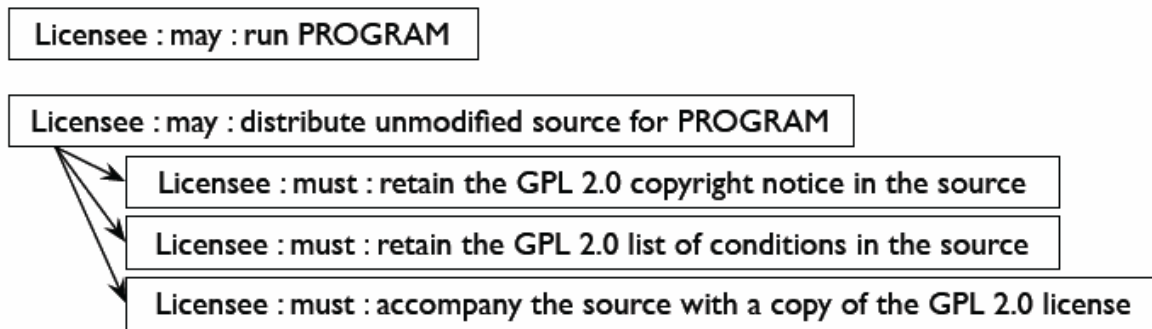 Licensee : may : run PROGRAM
Licensee : may : distribute unmodified source for PROGRAM
Licensee : must : retain the GPL 2.0 copyright notice in the source
Licensee : must : retain the GPL 2.0 list of conditions in the source
Licensee : must : accompany the source with a copy of the GPL 2.0 license